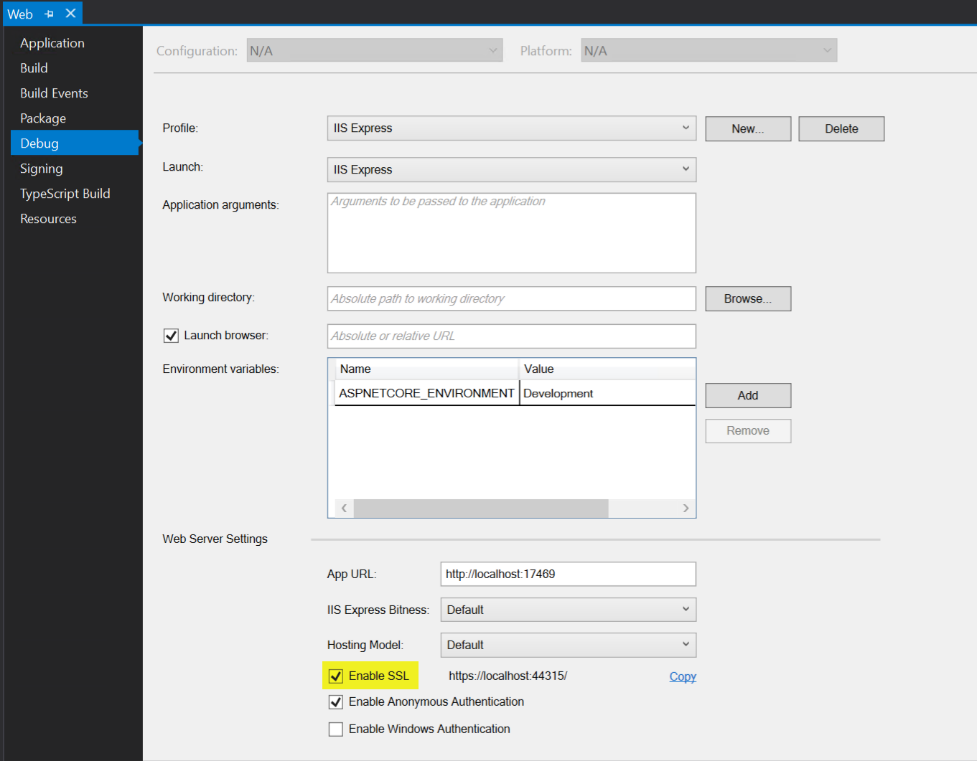 Web
Application
Build
Build Events
Package
Debug
Signing
TypeScript Build
Resources
Configuration: N/A Platform: N/A
Profile: IIS Express New... Delete
Launch: IIS Express
Application arguments: Arguments to be passed to the application
Working directory: Absolute path to working directory Browse...
Launch browser: Absolute or relative URL
Environment variables: Name Value
ASPNETCORE_ENVIRONMENT Development
Add
Remove
Web Server Settings
App URL: http://localhost:17469
IIS Express Bitness: Default
Hosting Model: Default
Enable SSL https://localhost:44315/ Copy
Enable Anonymous Authentication
Enable Windows Authentication